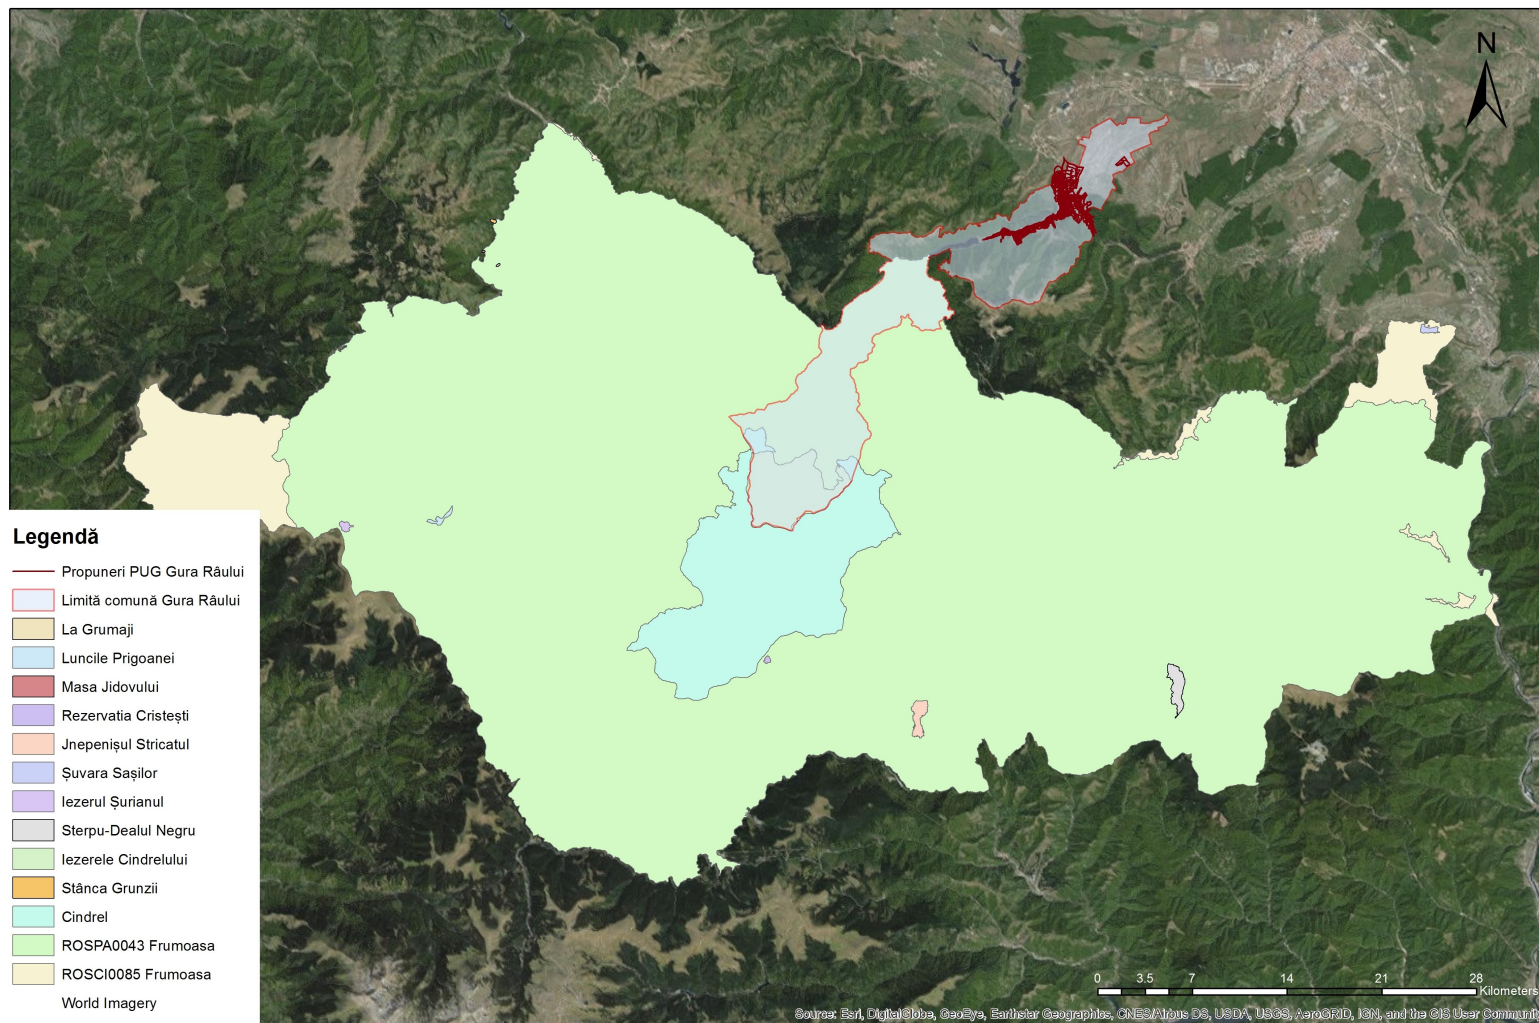 N
Legendă
Propuneri PUG Gura Râului
Limită comună Gura Râului
La Grumaji
Luncile Prigoanei
Masa Jidovului
Rezervatia Cristești
Jnepenișul Stricatul
Șuvara Sașilor
Iezerul Șurianul
Sterpu-Dealul Negru
Iezerele Cindrelului
Stânca Grunzii
Cindrel
ROSPA0043 Frumoasa
ROSCI0085 Frumoasa
World Imagery
0 3.5 7 14 21 28
Kilometers
Source: Esri, DigitalGlobe, GeoEye, Earthstar Geographics, CNES/Airbus DS, USDA, USGS, AeroGRID, IGN, and the GIS User Communit